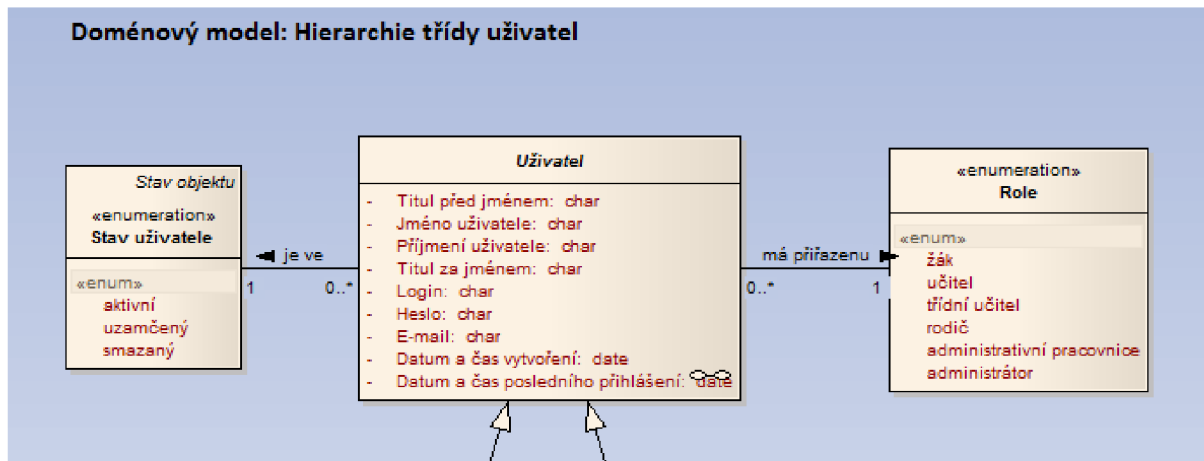 Doménový model: Hierarchie třídy uživatel
Stav objektu
«enumeration»
Stav uživatele
«enum»
aktivní
uzamčený
smazaný
je ve
1
0..*
Uživatel
- Titul před jménem: char
- Jméno uživatele: char
- Příjmení uživatele: char
- Titul za jménem: char
- Login: char
- Heslo: char
- E-mail: char
- Datum a čas vytvoření: date
- Datum a čas posledního přihlášení: date
má přiřazenu
0..*
1
«enumeration»
Role
«enum»
žák
učitel
třídní učitel
rodič
administrativní pracovnice
administrátor